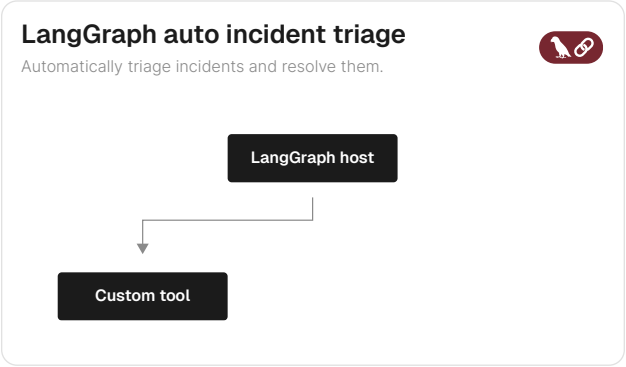 LangGraph auto incident triage
Automatically triage incidents and resolve them.
LangGraph host
Custom tool